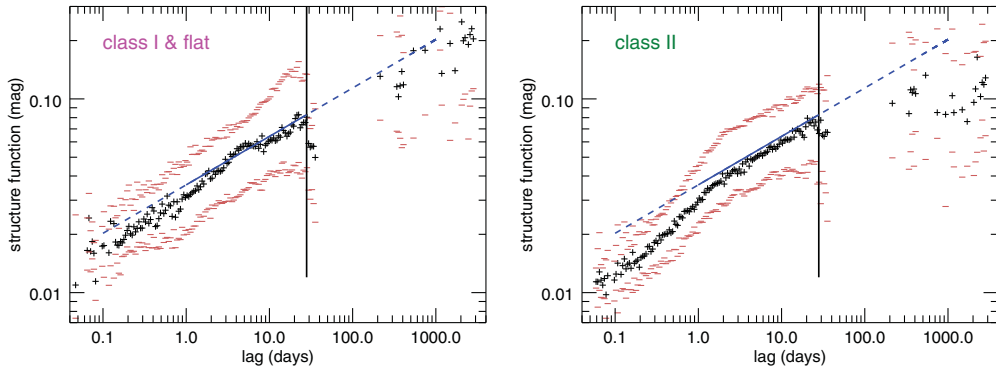 class I & flat
structure function (mag)
0.10
0.01
0.1
1.0
10.0
100.0
1000.0
lag (days)
class II
structure function (mag)
0.10
0.01
0.1
1.0
10.0
100.0
1000.0
lag (days)